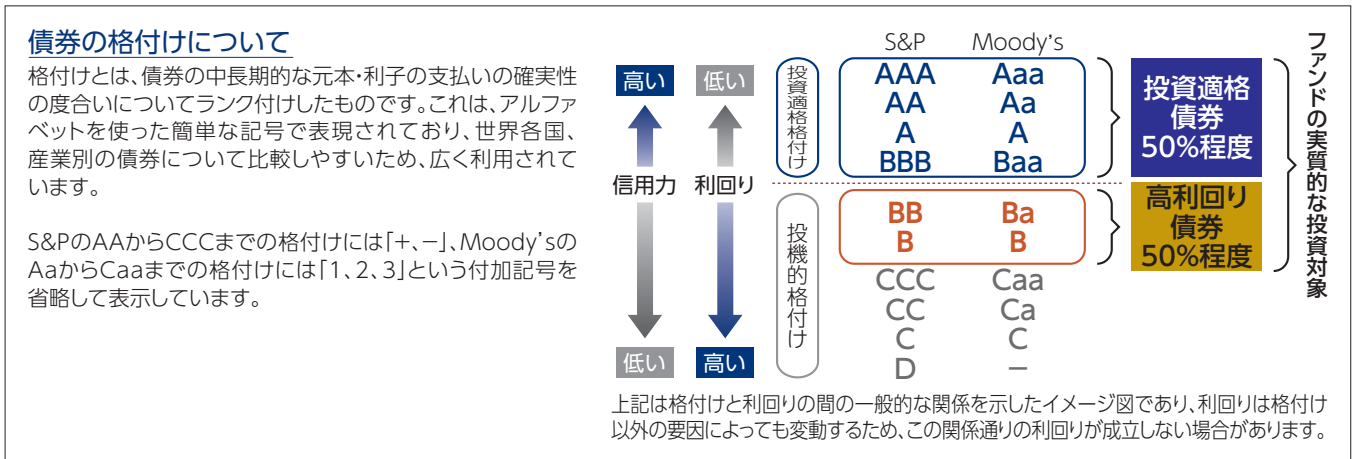 債券の格付けについて
格付けとは、債券の中長期的な元本・利子の支払いの確実性
の度合いについてランク付けしたものです。これは、アルファ
ベットを使った簡単な記号で表現されており、世界各国、
産業別の債券について比較しやすいため、広く利用されて
います。
S&PのAAからCCCまでの格付けには「+、−」、Moody'sの
AaからCaaまでの格付けには「1、2、3」という付加記号を
省略して表示しています。
高い
信用力
低い
低い
利回り
高い
投資適格格付け
投機的格付け
S&P Moody's
AAA Aaa
AA Aa
A A
BBB Baa
BB Ba
B B
CCC Caa
CC Ca
C C
D −
投資適格
債券
50%程度
高利回り
債券
50%程度
ファンドの実質的な投資対象
上記は格付けと利回りの間の一般的な関係を示したイメージ図であり、利回りは格付け
以外の要因によっても変動するため、この関係通りの利回りが成立しない場合があります。